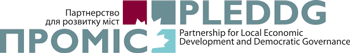 Партнерство
для розвитку міст
ПРОМІС
PLEDDG
Partnership for Local Economic
Development and Democratic Governance